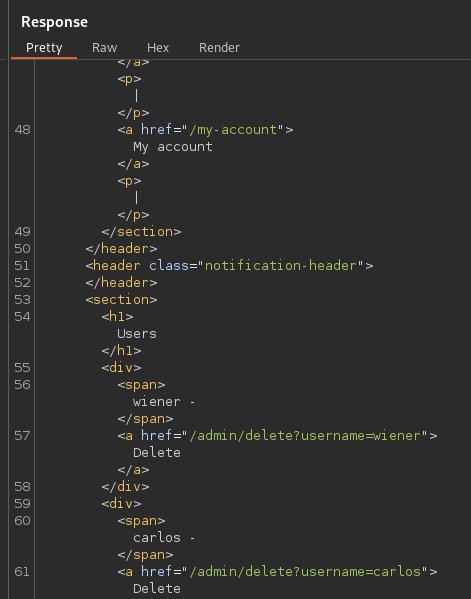 Response
Pretty Raw Hex Render
</a>
<p>
|
</p>
48 <a href="/my-account">
My account
</a>
<p>
|
</p>
49 </section>
50 </header>
51 <header class="notification-header">
52 </header>
53 <section>
54 <h1>
Users
</h1>
55 <div>
56 <span>
wiener -
</span>
57 <a href="/admin/delete?username=wiener">
Delete
</a>
58 </div>
59 <div>
60 <span>
carlos -
</span>
61 <a href="/admin/delete?username=carlos">
Delete